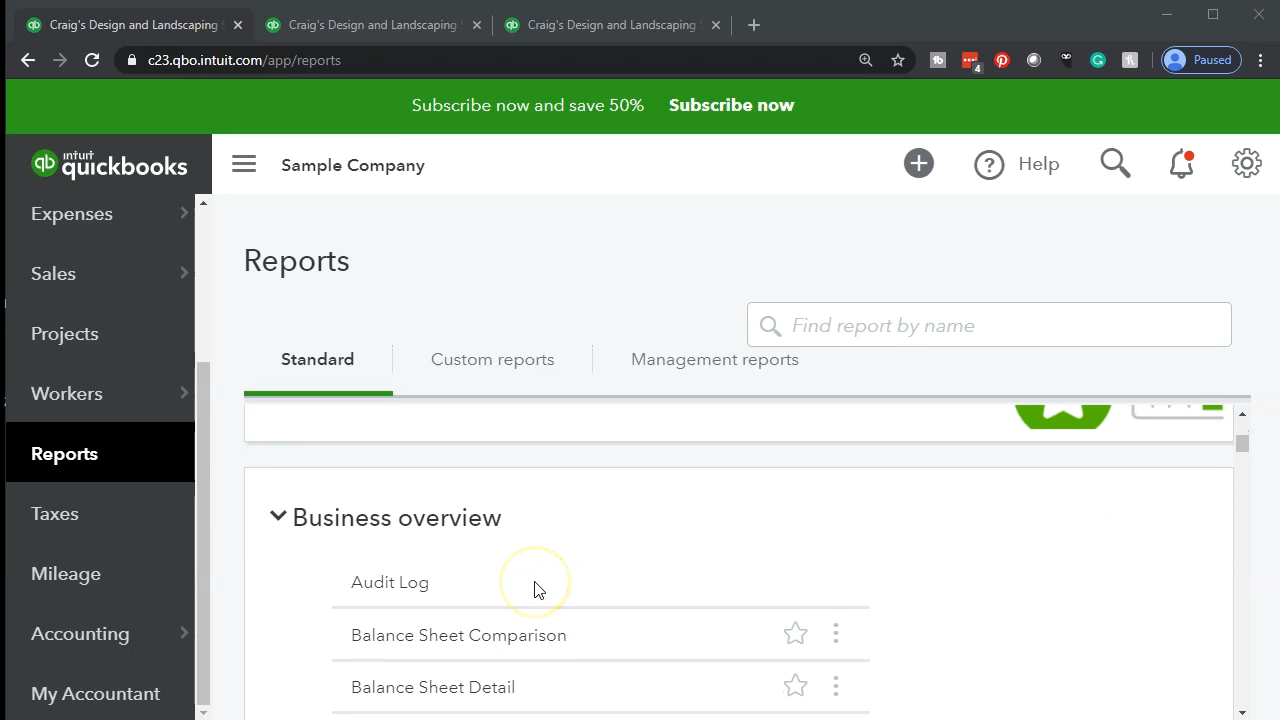 Craig's Design and Landscaping
Craig's Design and Landscaping
Craig's Design and Landscaping
c23.qbo.intuit.com/app/reports
4
Paused
Subscribe now and save 50% Subscribe now
intuit
quickbooks
Sample Company
Help
Expenses
Sales
Projects
Workers
Reports
Taxes
Mileage
Accounting
My Accountant
Reports
Find report by name
Standard
Custom reports
Management reports
Business overview
Audit Log
Balance Sheet Comparison
Balance Sheet Detail